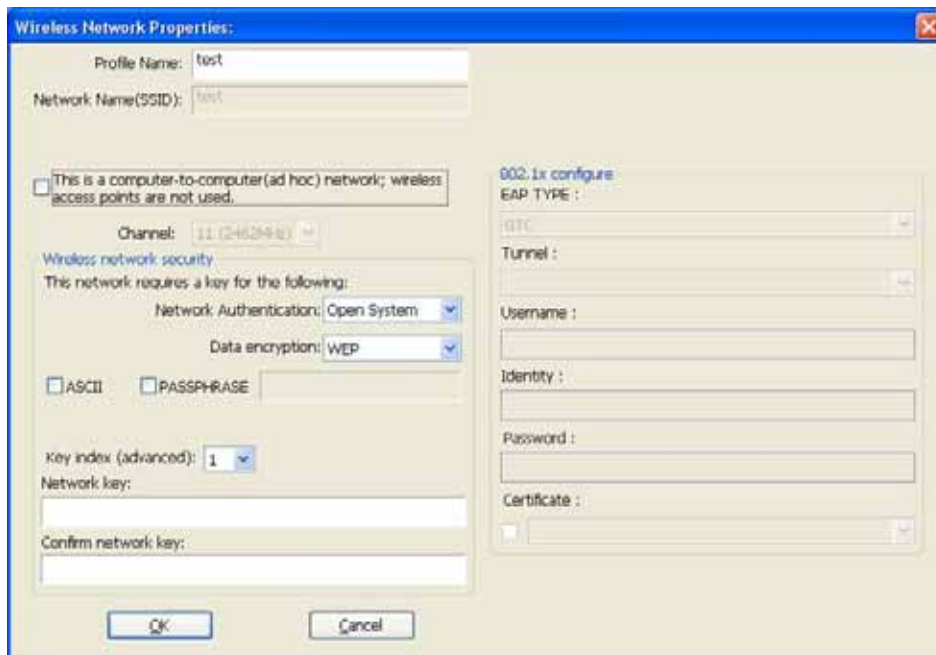 Wireless Network Properties:
Profile Name: test
Network Name(SSID): test
This is a computer-to-computer(ad hoc) network; wireless
access points are not used.
Channel: 11 (2462MHz)
Wireless network security
This network requires a key for the following:
Network Authentication: Open System
Data encryption: WEP
ASCII PASSPHRASE
Key index (advanced): 1
Network key:
Confirm network key:
OK Cancel
802.1x configure
EAP TYPE :
GTC
Tunnel :
Username :
Identity :
Password :
Certificate :